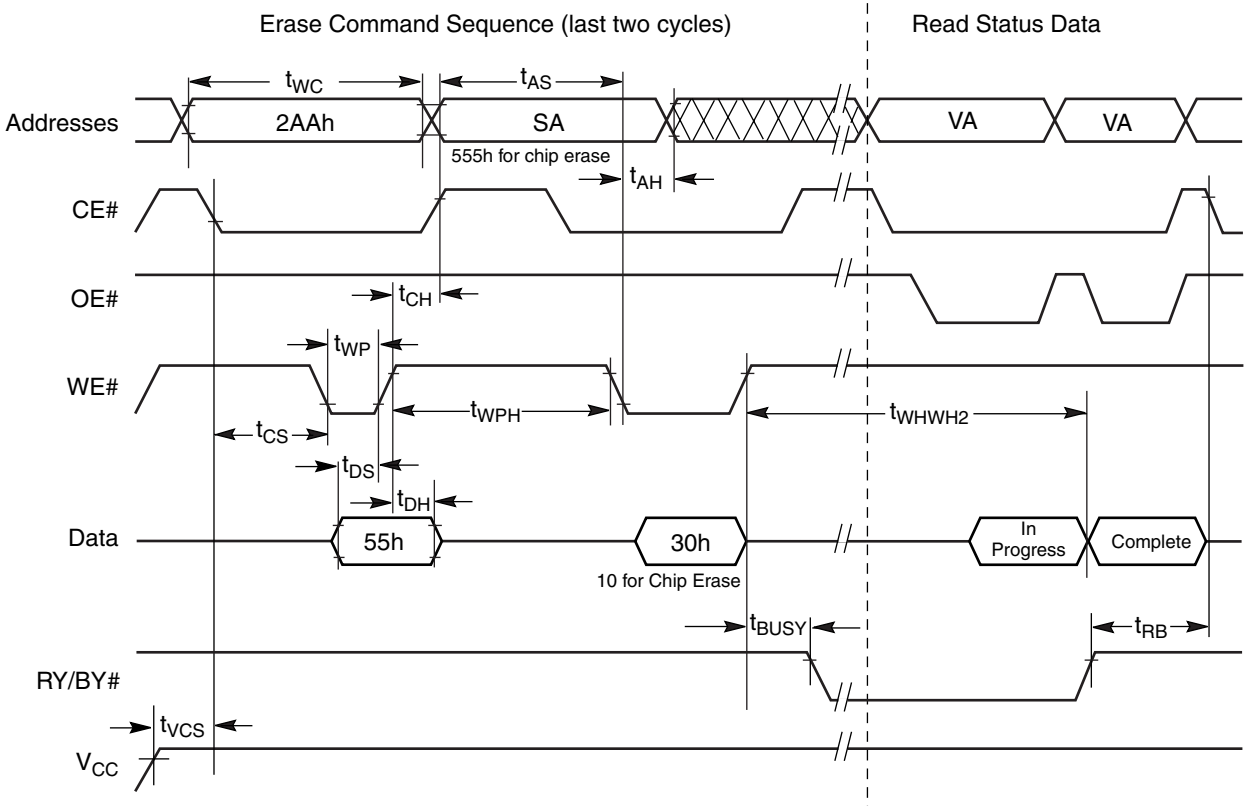 Erase Command Sequence (last two cycles)
Read Status Data
tWC
tAS
Addresses
2AAh
SA
VA
VA
555h for chip erase
tAH
CE#
OE#
tCH
tWP
WE#
tWPH
tWHWH2
tCS
tDS
tDH
Data
55h
30h
In
Progress
Complete
10 for Chip Erase
tBUSY
tRB
RY/BY#
tVCS
VCC